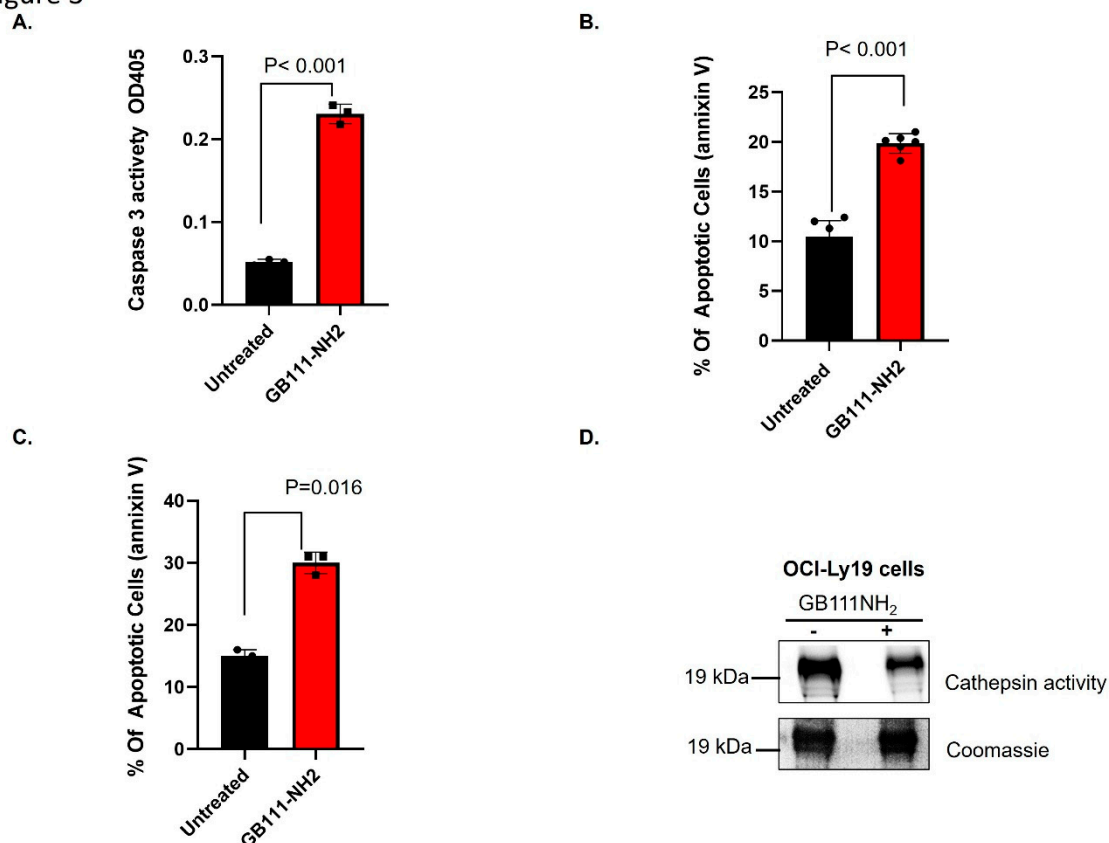 A.
Caspase 3 activety OD405
0.3
0.2
0.1
0.0
P< 0.001
Untreated
GB111-NH2
B.
% Of Apoptotic Cells (annixin V)
25
20
15
10
5
0
P< 0.001
Untreated
GB111-NH2
C.
% Of Apoptotic Cells (annixin V)
40
30
20
10
0
P=0.016
Untreated
GB111-NH2
D.
OCI-Ly19 cells
GB111NH₂
- +
19 kDa
Cathepsin activity
19 kDa
Coomassie